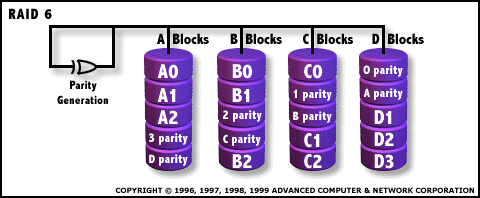 RAID 6
A Blocks B Blocks C Blocks D Blocks
Parity
Generation
A0 B0 C0 0 parity
A1 B1 1 parity A parity
A2 2 parity B parity D1
3 parity C parity C1 D2
D parity B2 C2 D3
COPYRIGHT © 1996, 1997, 1998, 1999 ADVANCED COMPUTER & NETWORK CORPORATION